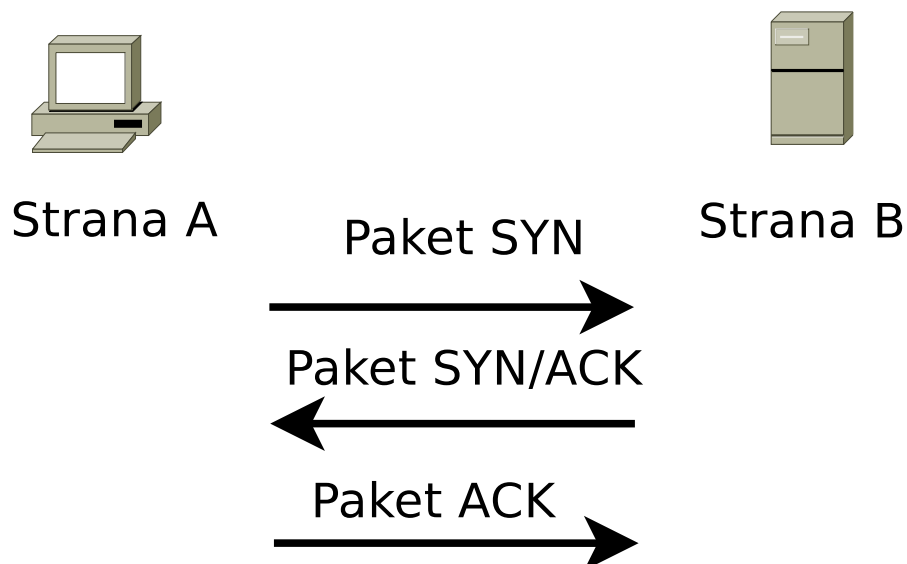 Strana A
Strana B
Paket SYN
Paket SYN/ACK
Paket ACK